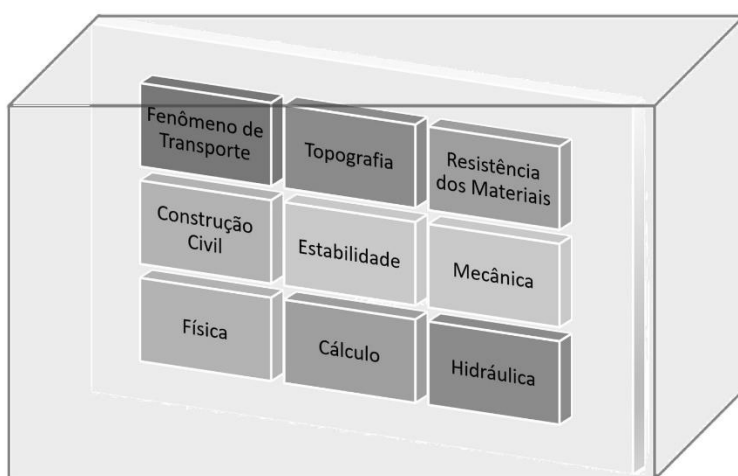 Fenômeno de
Transporte
Topografia
Resistência
dos Materiais
Construção
Civil
Estabilidade
Mecânica
Física
Cálculo
Hidráulica